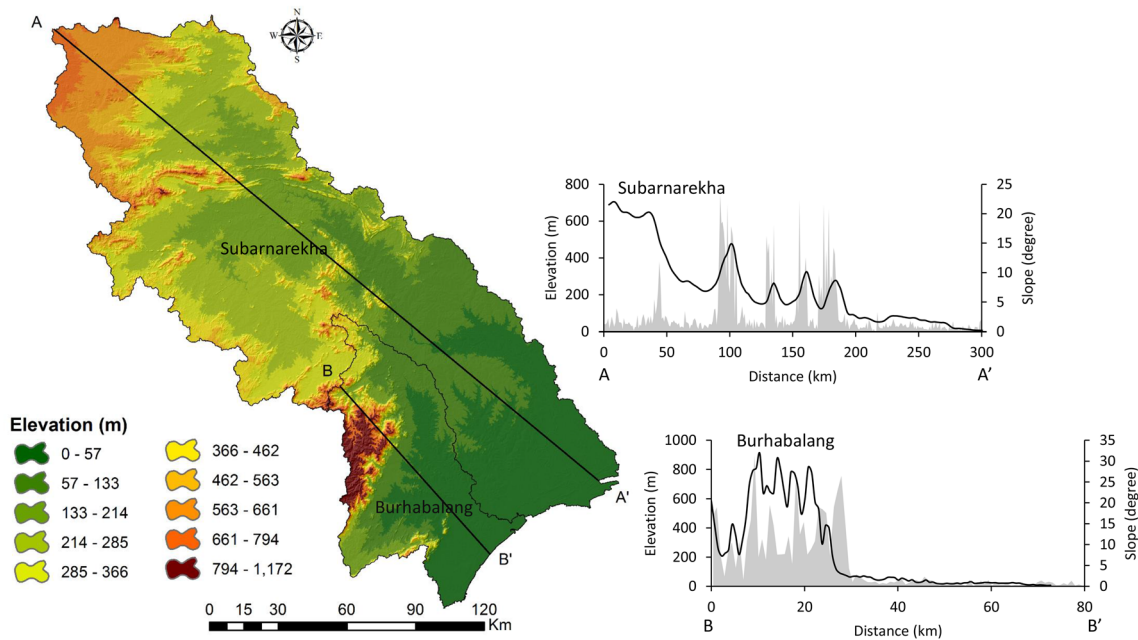 A
N
W E
S
Subarnarekha
B
Burhabalang
A'
B'
Elevation (m)
0 - 57
57 - 133
133 - 214
214 - 285
285 - 366
366 - 462
462 - 563
563 - 661
661 - 794
794 - 1,172
0 15 30 60 90 120
Km
Subarnarekha
Elevation (m)
800
600
400
200
0
Slope (degree)
25
20
15
10
5
0
0 50 100 150 200 250 300
A Distance (km) A’
Burhabalang
Elevation (m)
1000
800
600
400
200
0
Slope (degree)
35
30
25
20
15
10
5
0
0 20 40 60 80
B Distance (km) B’